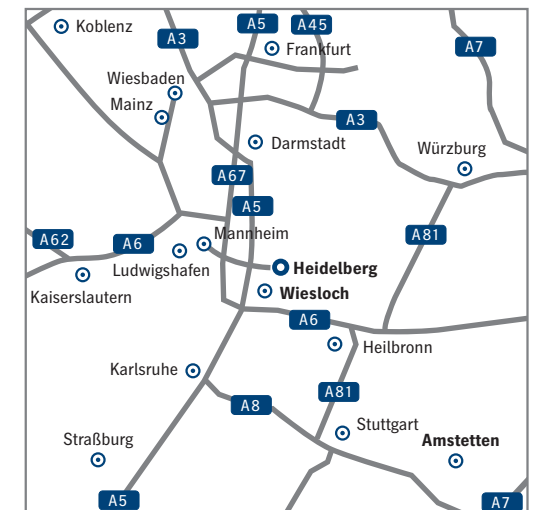 A5
A45
Koblenz
A3
Frankfurt
A7
Wiesbaden
Mainz
A3
Darmstadt
Würzburg
A67
A5
Mannheim
A81
A62
A6
Ludwigshafen
Heidelberg
Kaiserslautern
Wiesloch
A6
Heilbronn
Karlsruhe
A81
A8
Stuttgart
Straßburg
Amstetten
A5
A7